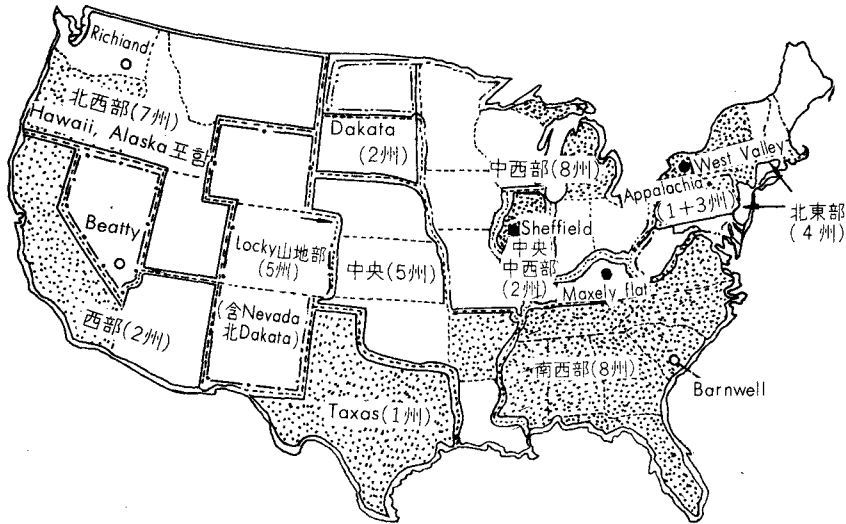 Richiand
北西部(7州)
Hawaii, Alaska 포함
Dakata
(2州)
中西部(8州)
West Valley
Appalachia
(1+3州)
北東部
(4州)
Beatty
Locky山地部
(5州)
中央(5州)
Sheffield
中央
中西部
(2州)
Maxely flat
西部(2州)
(含Nevada
北Dakata)
南西部(8州)
Barnwell
Taxas(1州)